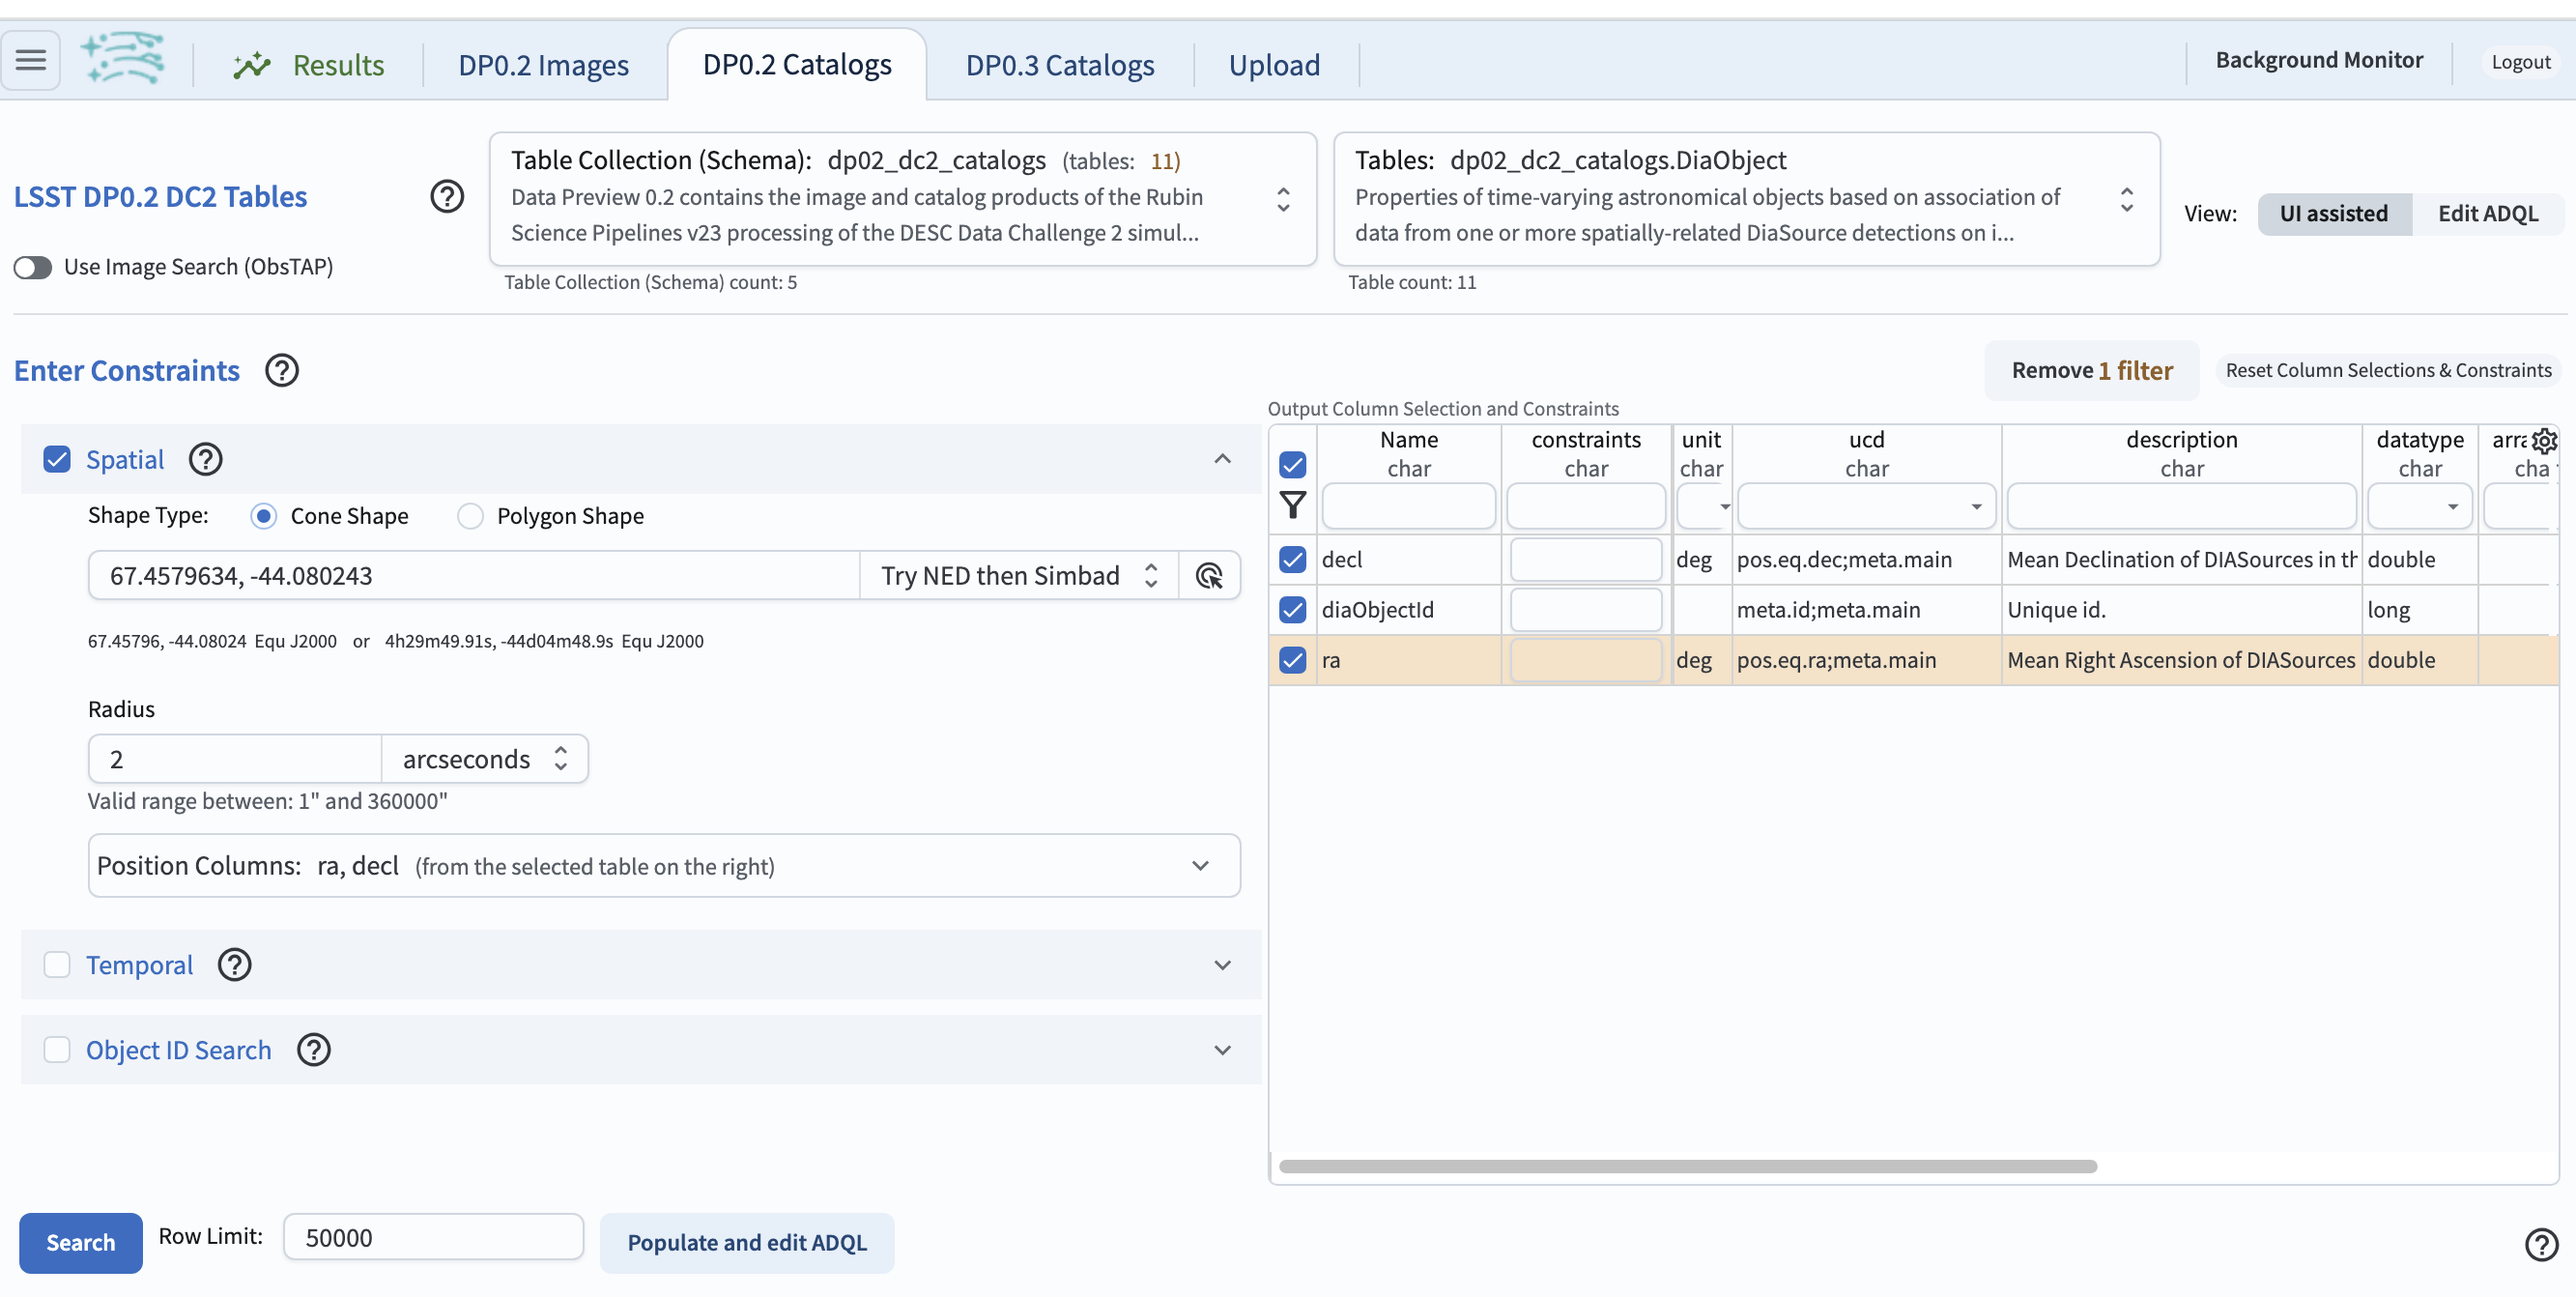 Results
DP0.2 Images
DP0.2 Catalogs
DP0.3 Catalogs
Upload
Background Monitor
Logout
LSST DP0.2 DC2 Tables
Use Image Search (ObsTAP)
Table Collection (Schema): dp02_dc2_catalogs (tables: 11)
Data Preview 0.2 contains the image and catalog products of the Rubin
Science Pipelines v23 processing of the DESC Data Challenge 2 simul...
Table Collection (Schema) count: 5
Tables: dp02_dc2_catalogs.DiaObject
Properties of time-varying astronomical objects based on association of
data from one or more spatially-related DiaSource detections on i...
Table count: 11
View: UI assisted Edit ADQL
Enter Constraints
Remove 1 filter
Reset Column Selections & Constraints
Spatial
Shape Type: Cone Shape Polygon Shape
67.4579634, -44.080243
Try NED then Simbad
67.45796, -44.08024 Equ J2000 or 4h29m49.91s, -44d04m48.9s Equ J2000
Radius
2 arcseconds
Valid range between: 1" and 360000"
Position Columns: ra, decl (from the selected table on the right)
Temporal
Object ID Search
Output Column Selection and Constraints
Name constraints unit ucd description datatype
char char char char char char
decl deg pos.eq.dec;meta.main Mean Declination of DIASources in double
diaObjectId meta.id;meta.main Unique id. long
ra deg pos.eq.ra;meta.main Mean Right Ascension of DIASources double
Search
Row Limit: 50000
Populate and edit ADQL